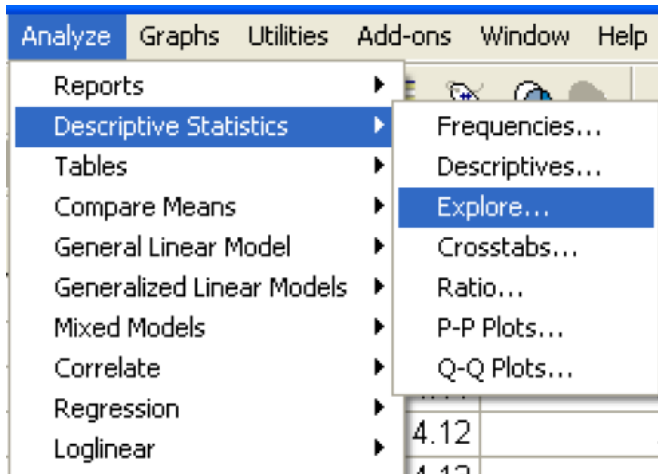 Analyze Graphs Utilities Add-ons Window Help
Reports
Descriptive Statistics
Tables
Compare Means
General Linear Model
Generalized Linear Models
Mixed Models
Correlate
Regression
Loglinear
Frequencies...
Descriptives...
Explore...
Crosstabs...
Ratio...
P-P Plots...
Q-Q Plots...
4.12